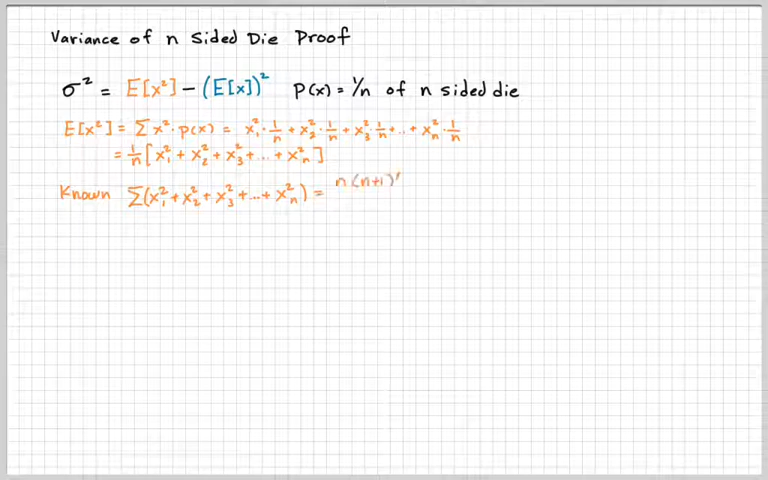 Variance of n Sided Die Proof
σ² = E[x²] - (E[x])² P(x) = 1/n of n sided die
E[x²] = Σ x² · p(x) = x₁² · 1/n + x₂² · 1/n + x₃² · 1/n + .. + xₙ² · 1/n
= 1/n [x₁² + x₂² + x₃² + ... + xₙ²]
Known Σ(x₁² + x₂² + x₃² + ... + xₙ²) = n(n+1)